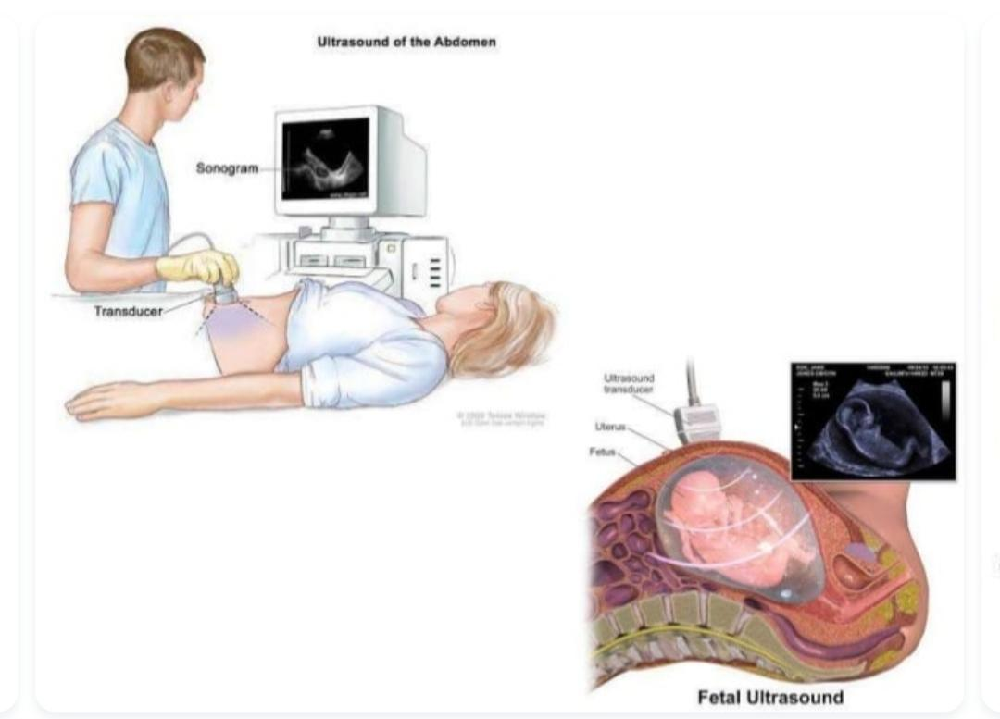 Ultrasound of the Abdomen
Sonogram
Transducer
Ultrasound
transducer
Uterus
Fetus
Fetal Ultrasound